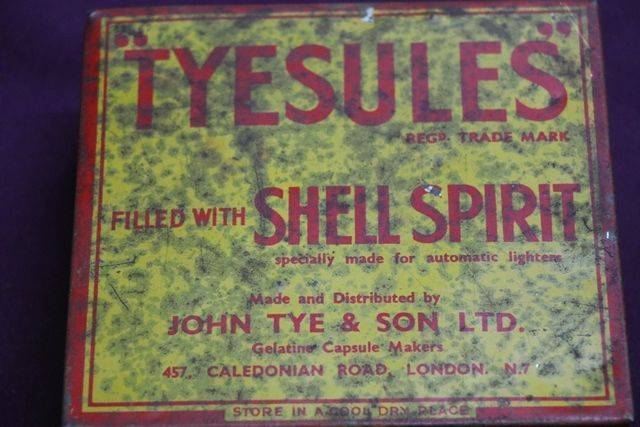 "TYESULES"
REGD. TRADE MARK
FILLED WITH SHELL SPIRIT
specially made for automatic lighters
Made and Distributed by
JOHN TYE & SON LTD.
Gelatine Capsule Makers
457, CALEDONIAN ROAD, LONDON. N.7
STORE IN A COOL DRY PLACE